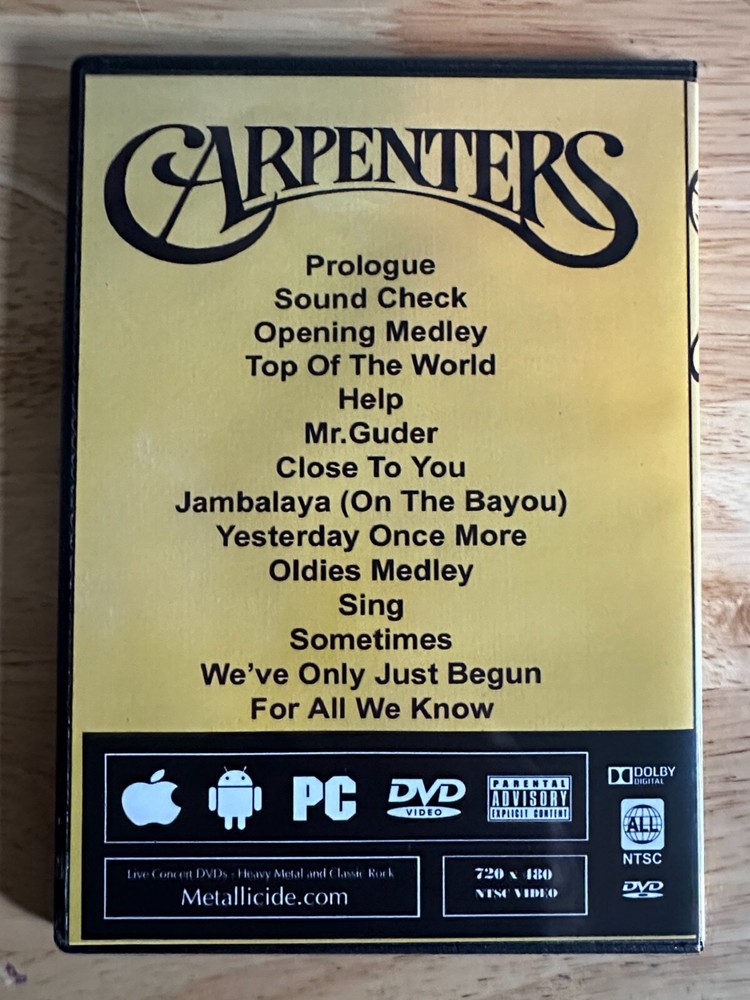 CARPENTERS
Prologue
Sound Check
Opening Medley
Top Of The World
Help
Mr.Guder
Close To You
Jambalaya (On The Bayou)
Yesterday Once More
Oldies Medley
Sing
Sometimes
We've Only Just Begun
For All We Know
PC
DVD
VIDEO
PARENTAL
ADVISORY
EXPLICIT CONTENT
DOLBY
DIGITAL
ALL
NTSC
DVD
Live Concert DVDs - Heavy Metal and Classic Rock
Metallicide.com
720 x 480
NTSC VIDEO